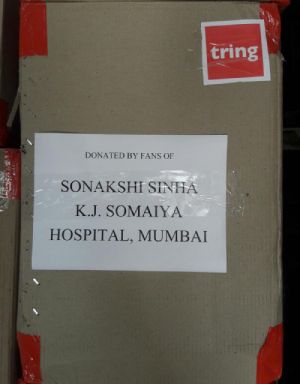 tring
DONATED BY FANS OF
SONAKSHI SINHA
K.J. SOMAIYA
HOSPITAL, MUMBAI